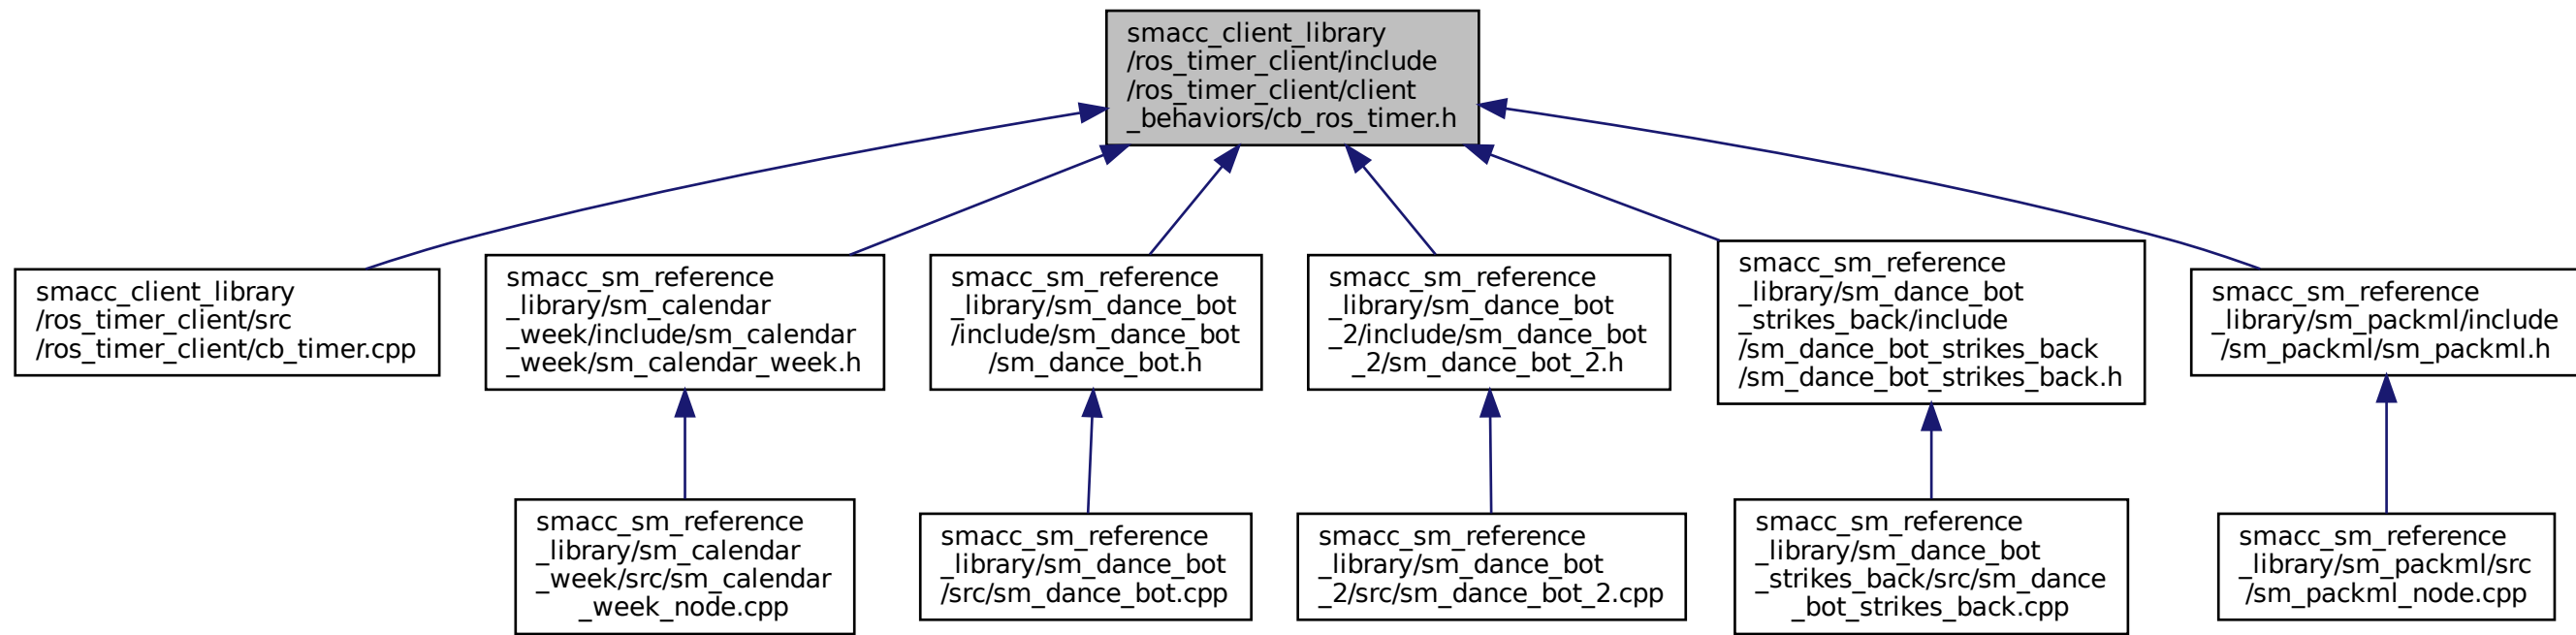 smacc_client_library
/ros_timer_client/include
/ros_timer_client/client
_behaviors/cb_ros_timer.h
smacc_client_library
/ros_timer_client/src
/ros_timer_client/cb_timer.cpp
smacc_sm_reference
_library/sm_calendar
_week/include/sm_calendar
_week/sm_calendar_week.h
smacc_sm_reference
_library/sm_dance_bot
/include/sm_dance_bot
/sm_dance_bot.h
smacc_sm_reference
_library/sm_dance_bot
_2/include/sm_dance_bot
_2/sm_dance_bot_2.h
smacc_sm_reference
_library/sm_dance_bot
_strikes_back/include
/sm_dance_bot_strikes_back
/sm_dance_bot_strikes_back.h
smacc_sm_reference
_library/sm_packml/include
/sm_packml/sm_packml.h
smacc_sm_reference
_library/sm_calendar
_week/src/sm_calendar
_week_node.cpp
smacc_sm_reference
_library/sm_dance_bot
/src/sm_dance_bot.cpp
smacc_sm_reference
_library/sm_dance_bot
_2/src/sm_dance_bot_2.cpp
smacc_sm_reference
_library/sm_dance_bot
_strikes_back/src/sm_dance
_bot_strikes_back.cpp
smacc_sm_reference
_library/sm_packml/src
/sm_packml_node.cpp